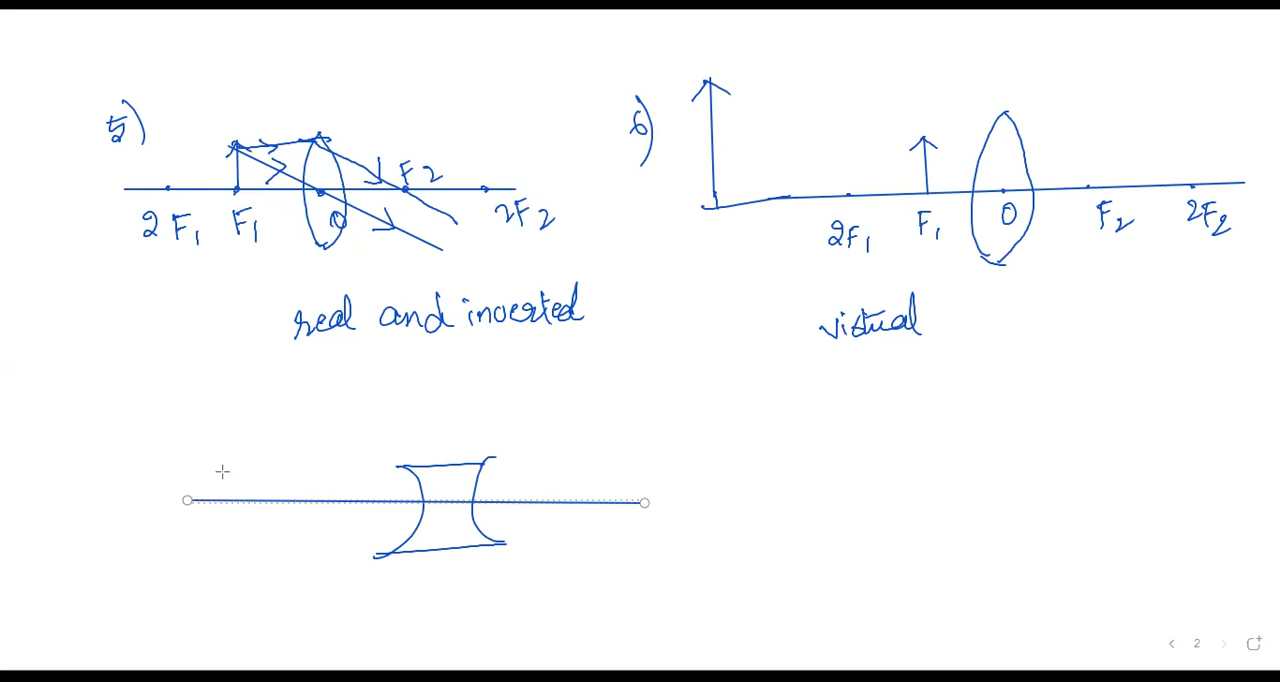 5)
F2
2F1 F1 O 2F2
real and inverted
6)
2F1 F1 O F2 2F2
virtual
2